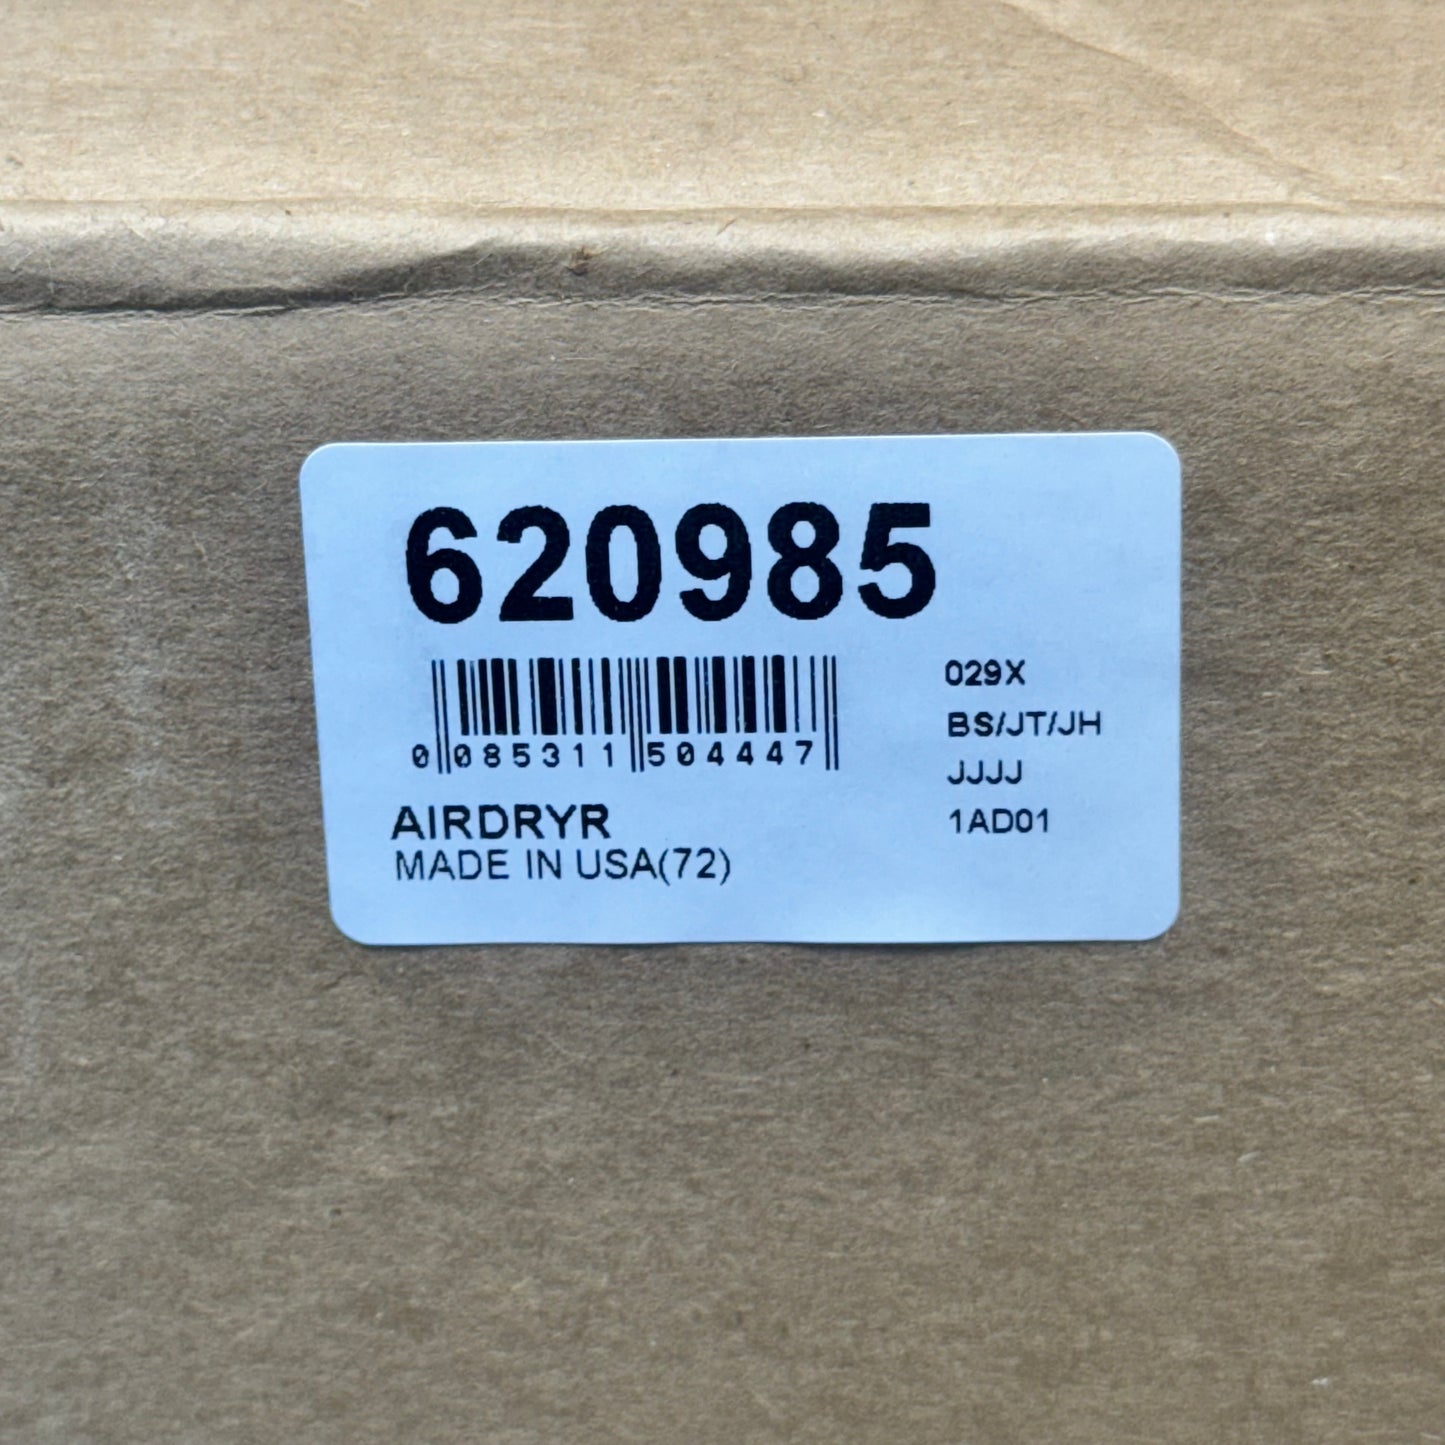 620985
0 085311 504447
029X
BS/JT/JH
JJJJ
1AD01
AIRDRYR
MADE IN USA(72)